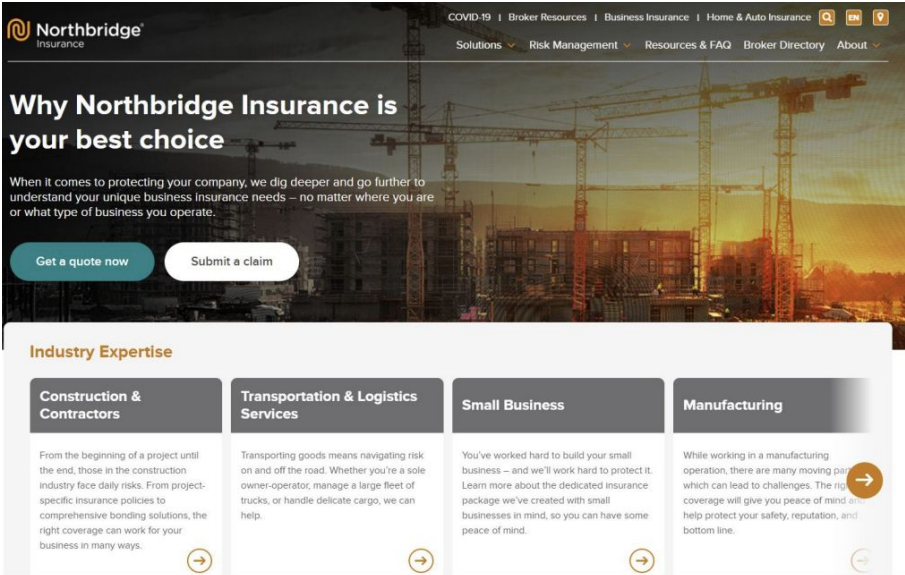 Northbridge®
Insurance
COVID-19 | Broker Resources | Business Insurance | Home & Auto Insurance EN
Solutions Risk Management Resources & FAQ Broker Directory About
Why Northbridge Insurance is
your best choice
When it comes to protecting your company, we dig deeper and go further to
understand your unique business insurance needs – no matter where you are
or what type of business you operate.
Get a quote now Submit a claim
Industry Expertise
Construction &
Contractors
From the beginning of a project until
the end, those in the construction
industry face daily risks. From project-
specific insurance policies to
comprehensive bonding solutions, the
right coverage can work for your
business in many ways.
Transportation & Logistics
Services
Transporting goods means navigating risk
on and off the road. Whether you're a sole
owner-operator, manage a large fleet of
trucks, or handle delicate cargo, we can
help.
Small Business
You've worked hard to build your small
business – and we'll work hard to protect it.
Learn more about the dedicated insurance
package we've created with small
businesses in mind, so you can have some
peace of mind.
Manufacturing
While working in a manufacturing
operation, there are many moving
which can lead to challenges. The
coverage will give you peace of mind and
help protect your safety, reputation, and
bottom line.